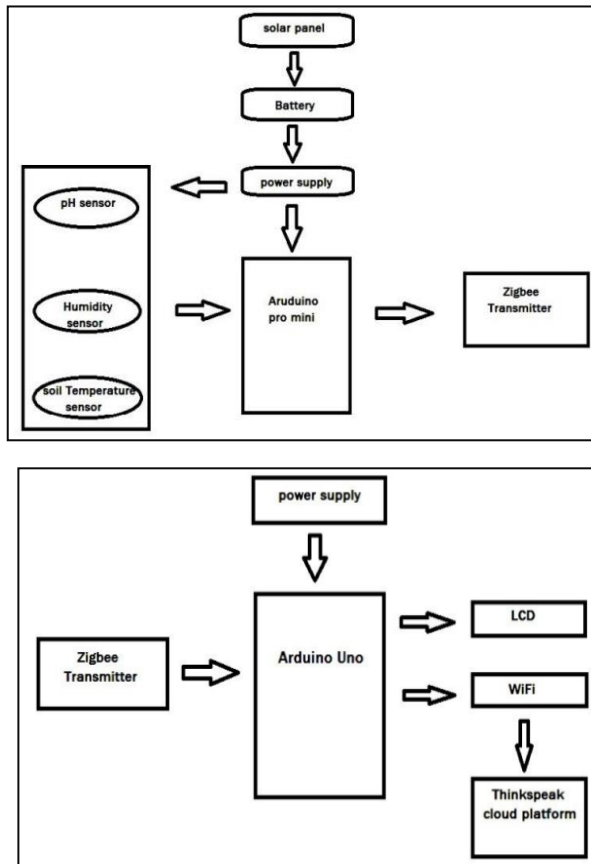 solar panel
Battery
power supply
pH sensor
Humidity
sensor
soil Temperature
sensor
Aruduino
pro mini
Zigbee
Transmitter
power supply
Zigbee
Transmitter
Arduino Uno
LCD
WiFi
Thinkspeak
cloud platform